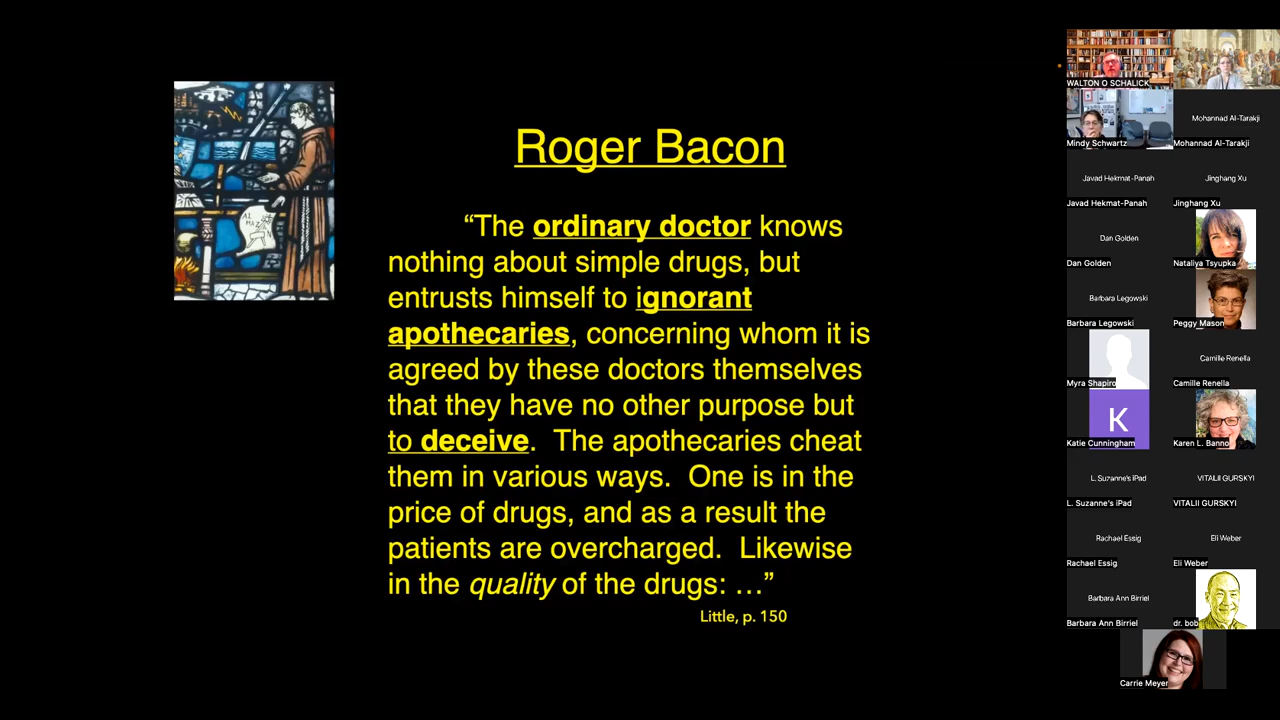 Roger Bacon
“The ordinary doctor knows
nothing about simple drugs, but
entrusts himself to ignorant
apothecaries, concerning whom it is
agreed by these doctors themselves
that they have no other purpose but
to deceive.  The apothecaries cheat
them in various ways.  One is in the
price of drugs, and as a result the
patients are overcharged.  Likewise
in the quality of the drugs: …”
Little, p. 150
AL
MAZ
WALTON O SCHALICK
Mindy Schwartz
Mohannad Al-Tarakji
Mohannad Al-Tarakji
Javad Hekmat-Panah
Jinghang Xu
Javad Hekmat-Panah
Jinghang Xu
Dan Golden
Dan Golden
Nataliya Tsyupka
Barbara Legowski
Barbara Legowski
Peggy Mason
Camille Renella
Myra Shapiro
Camille Renella
K
Katie Cunningham
Karen L. Banno
L. Suzanne's iPad
VITALII GURSKYI
L. Suzanne's iPad
VITALII GURSKYI
Rachael Essig
Eli Weber
Rachael Essig
Eli Weber
Barbara Ann Birriel
Barbara Ann Birriel
dr. bob
Carrie Meyer